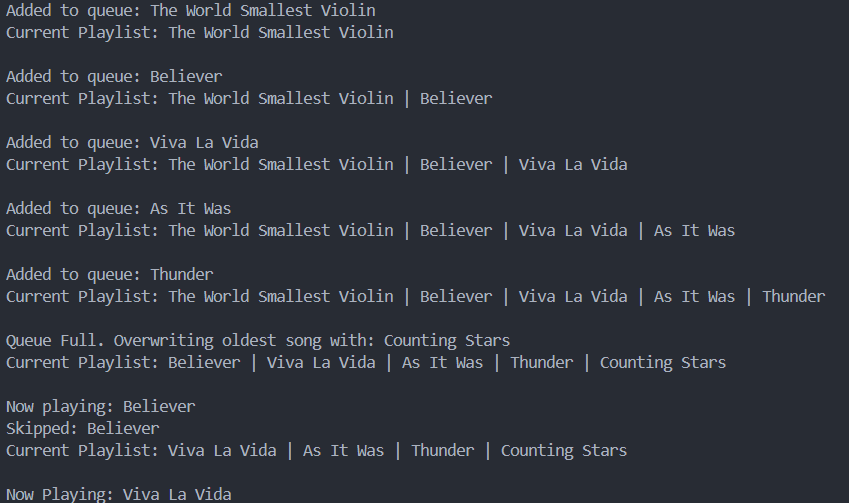 Added to queue: The World Smallest Violin
Current Playlist: The World Smallest Violin
Added to queue: Believer
Current Playlist: The World Smallest Violin | Believer
Added to queue: Viva La Vida
Current Playlist: The World Smallest Violin | Believer | Viva La Vida
Added to queue: As It Was
Current Playlist: The World Smallest Violin | Believer | Viva La Vida | As It Was
Added to queue: Thunder
Current Playlist: The World Smallest Violin | Believer | Viva La Vida | As It Was | Thunder
Queue Full. Overwriting oldest song with: Counting Stars
Current Playlist: Believer | Viva La Vida | As It Was | Thunder | Counting Stars
Now playing: Believer
Skipped: Believer
Current Playlist: Viva La Vida | As It Was | Thunder | Counting Stars
Now Playing: Viva La Vida